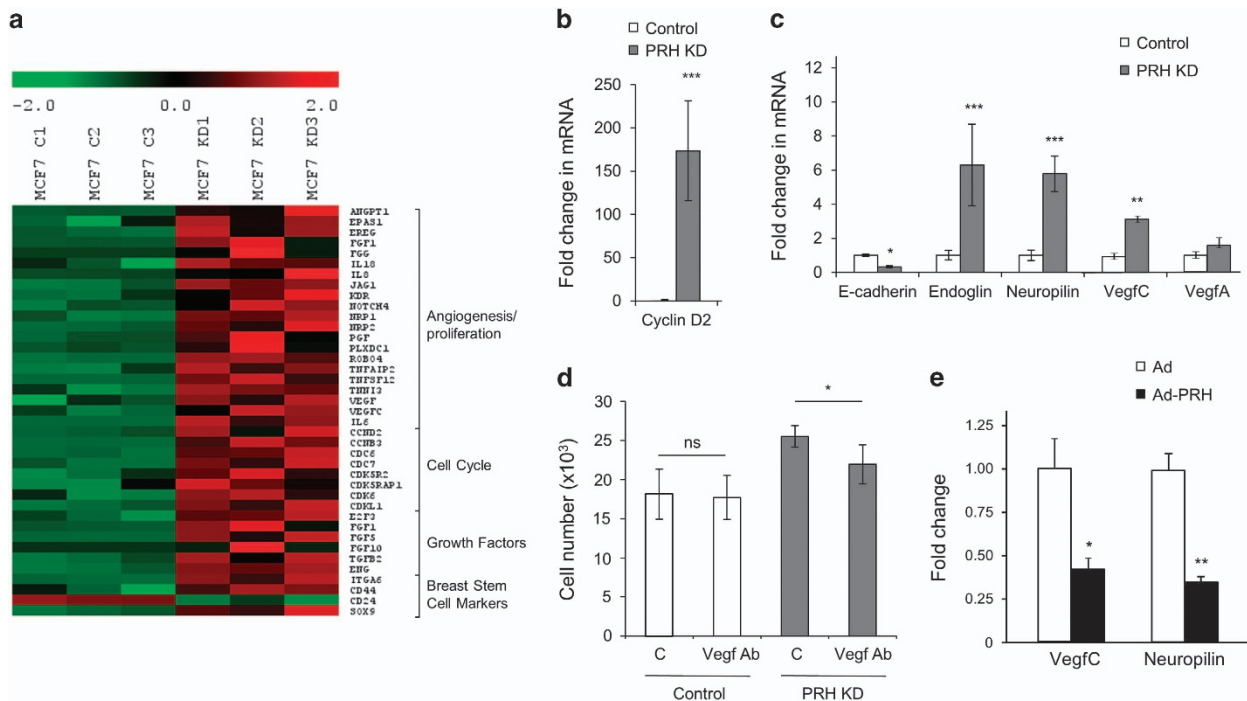 a
-2.0 0.0 2.0
MCF7 C1
MCF7 C2
MCF7 C3
MCF7 KD1
MCF7 KD2
MCF7 KD3
ANGPT1
EPAS1
EREG
FGF1
FGG
IL18
IL8
JAG1
KDR
NOTCH4
NRP1
NRP2
PGF
PLXDC1
ROBO4
TNFAIP2
TNFSF12
TNNI3
VEGF
VEGFC
IL6
CCND2
CCNB3
CDC6
CDC7
CDK5R2
CDK5RAP1
CDK6
CDKL1
E2F3
FGF1
FGF5
FGF10
TGFB2
ENG
ITGA6
CD44
CD24
SOX9
Angiogenesis/
proliferation
Cell Cycle
Growth Factors
Breast Stem
Cell Markers
b
Control
PRH KD
Fold change in mRNA
250
200
150
100
50
0
***
Cyclin D2
c
Control
PRH KD
Fold change in mRNA
12
10
8
6
4
2
0
* *** *** **
E-cadherin Endoglin Neuropilin VegfC VegfA
d
Cell number (x10³)
30
25
20
15
10
5
0
ns *
C Vegf Ab C Vegf Ab
Control PRH KD
e
Ad
Ad-PRH
Fold change
1.25
1.00
0.75
0.50
0.25
0
* **
VegfC Neuropilin